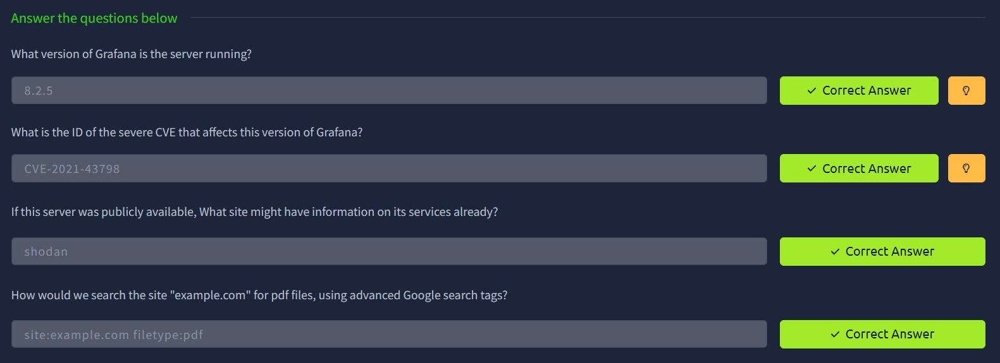 Answer the questions below
What version of Grafana is the server running?
8.2.5
Correct Answer
What is the ID of the severe CVE that affects this version of Grafana?
CVE-2021-43798
Correct Answer
If this server was publicly available, What site might have information on its services already?
shodan
Correct Answer
How would we search the site "example.com" for pdf files, using advanced Google search tags?
site:example.com filetype:pdf
Correct Answer